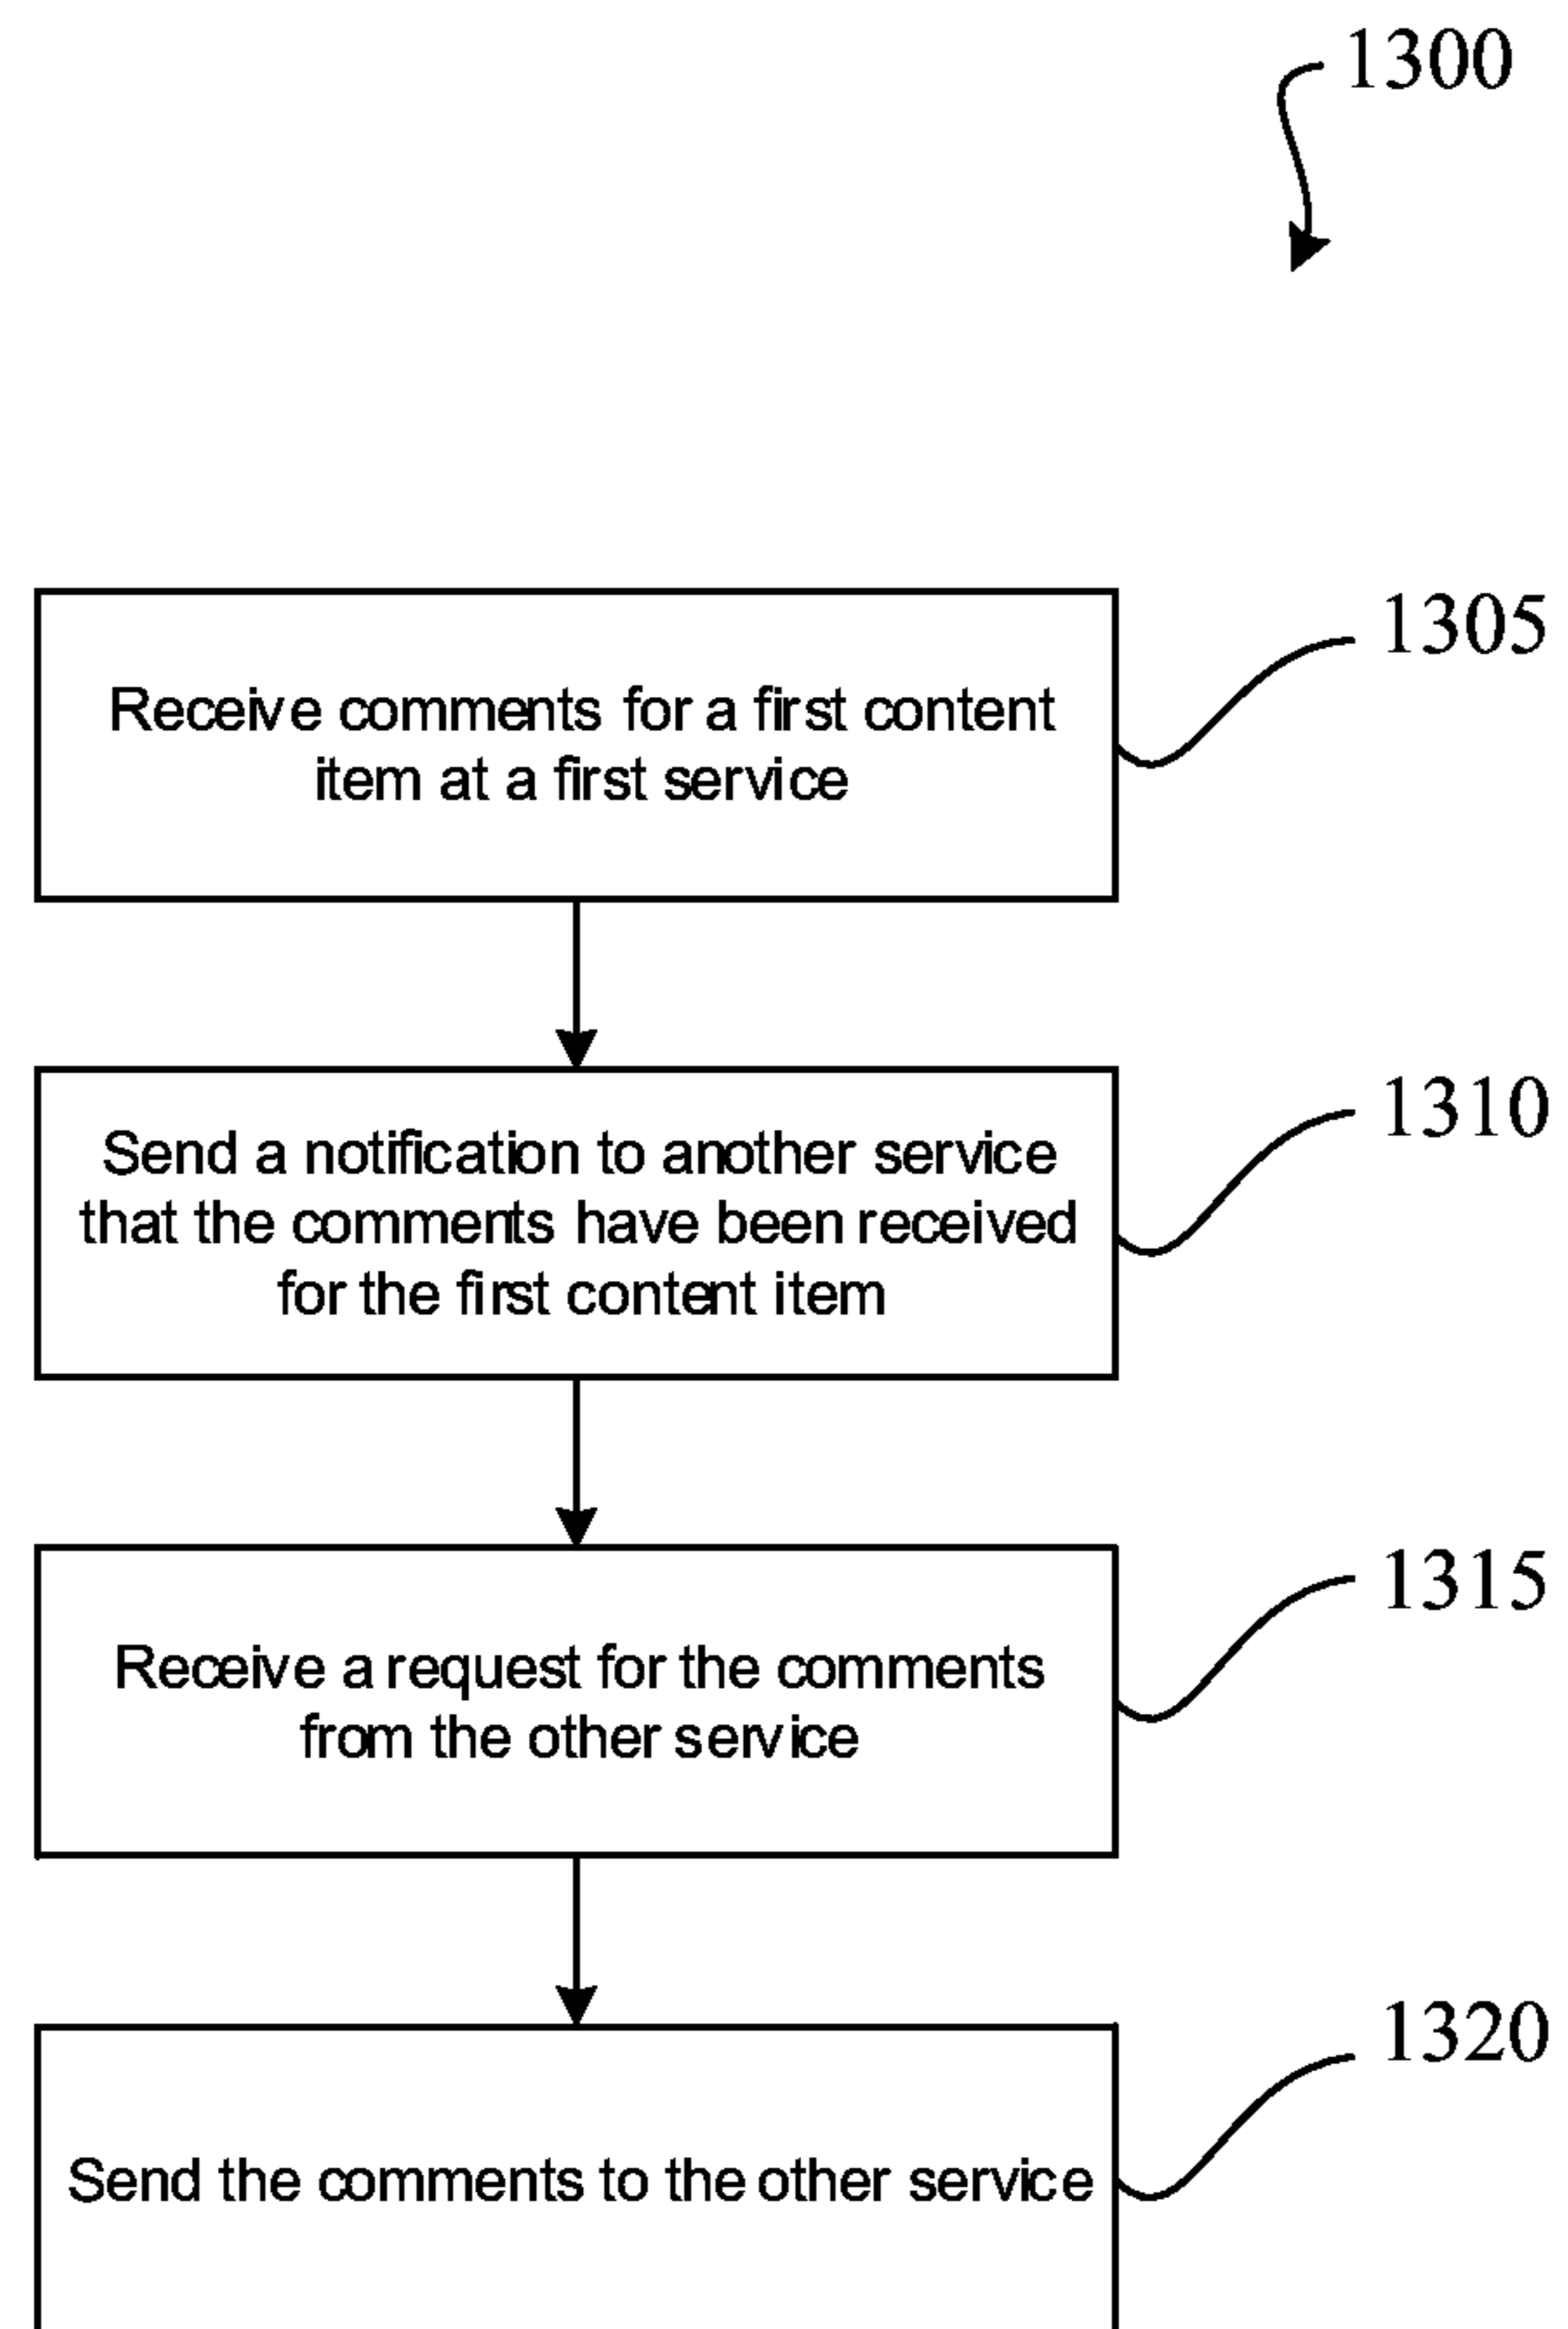 1300
Receive comments for a first content
item at a first service
1305
Send a notification to another service
that the comments have been received
for the first content item
1310
Receive a request for the comments
from the other service
1315
Send the comments to the other service
1320